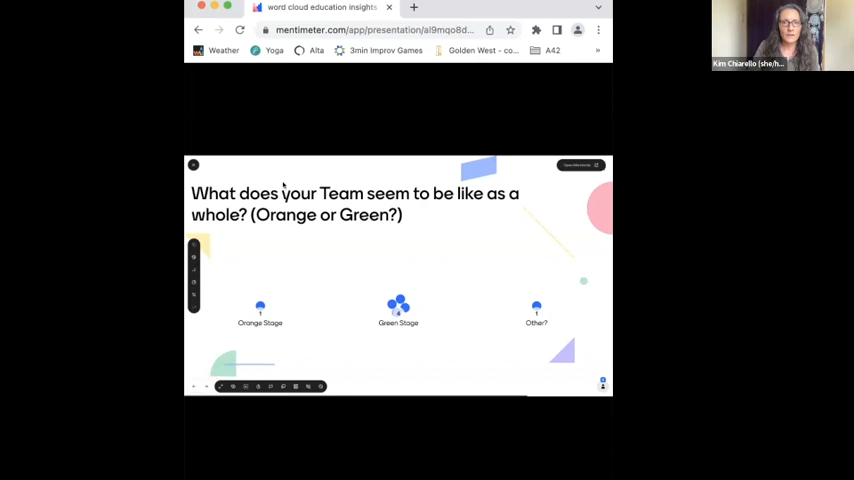 word cloud education insights
mentimeter.com/app/presentation/al9mqo8d...
Weather
Yoga
Alta
3min Improv Games
Golden West - co...
A42
»
Kim Chiarello (she/h...
What does your Team seem to be like as a
whole? (Orange or Green?)
1
4
1
Orange Stage
Green Stage
Other?